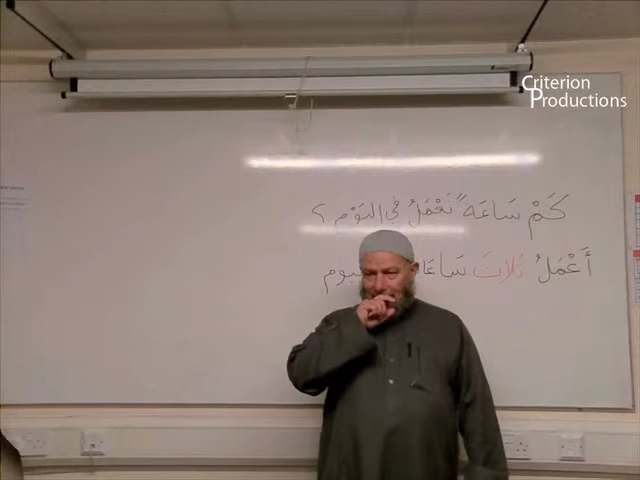 Criterion
Productions
كَمْ سَاعَةً تَعْمَلُ فِي اليَوْمِ ؟
أَعْمَلُ ثَلاثَ